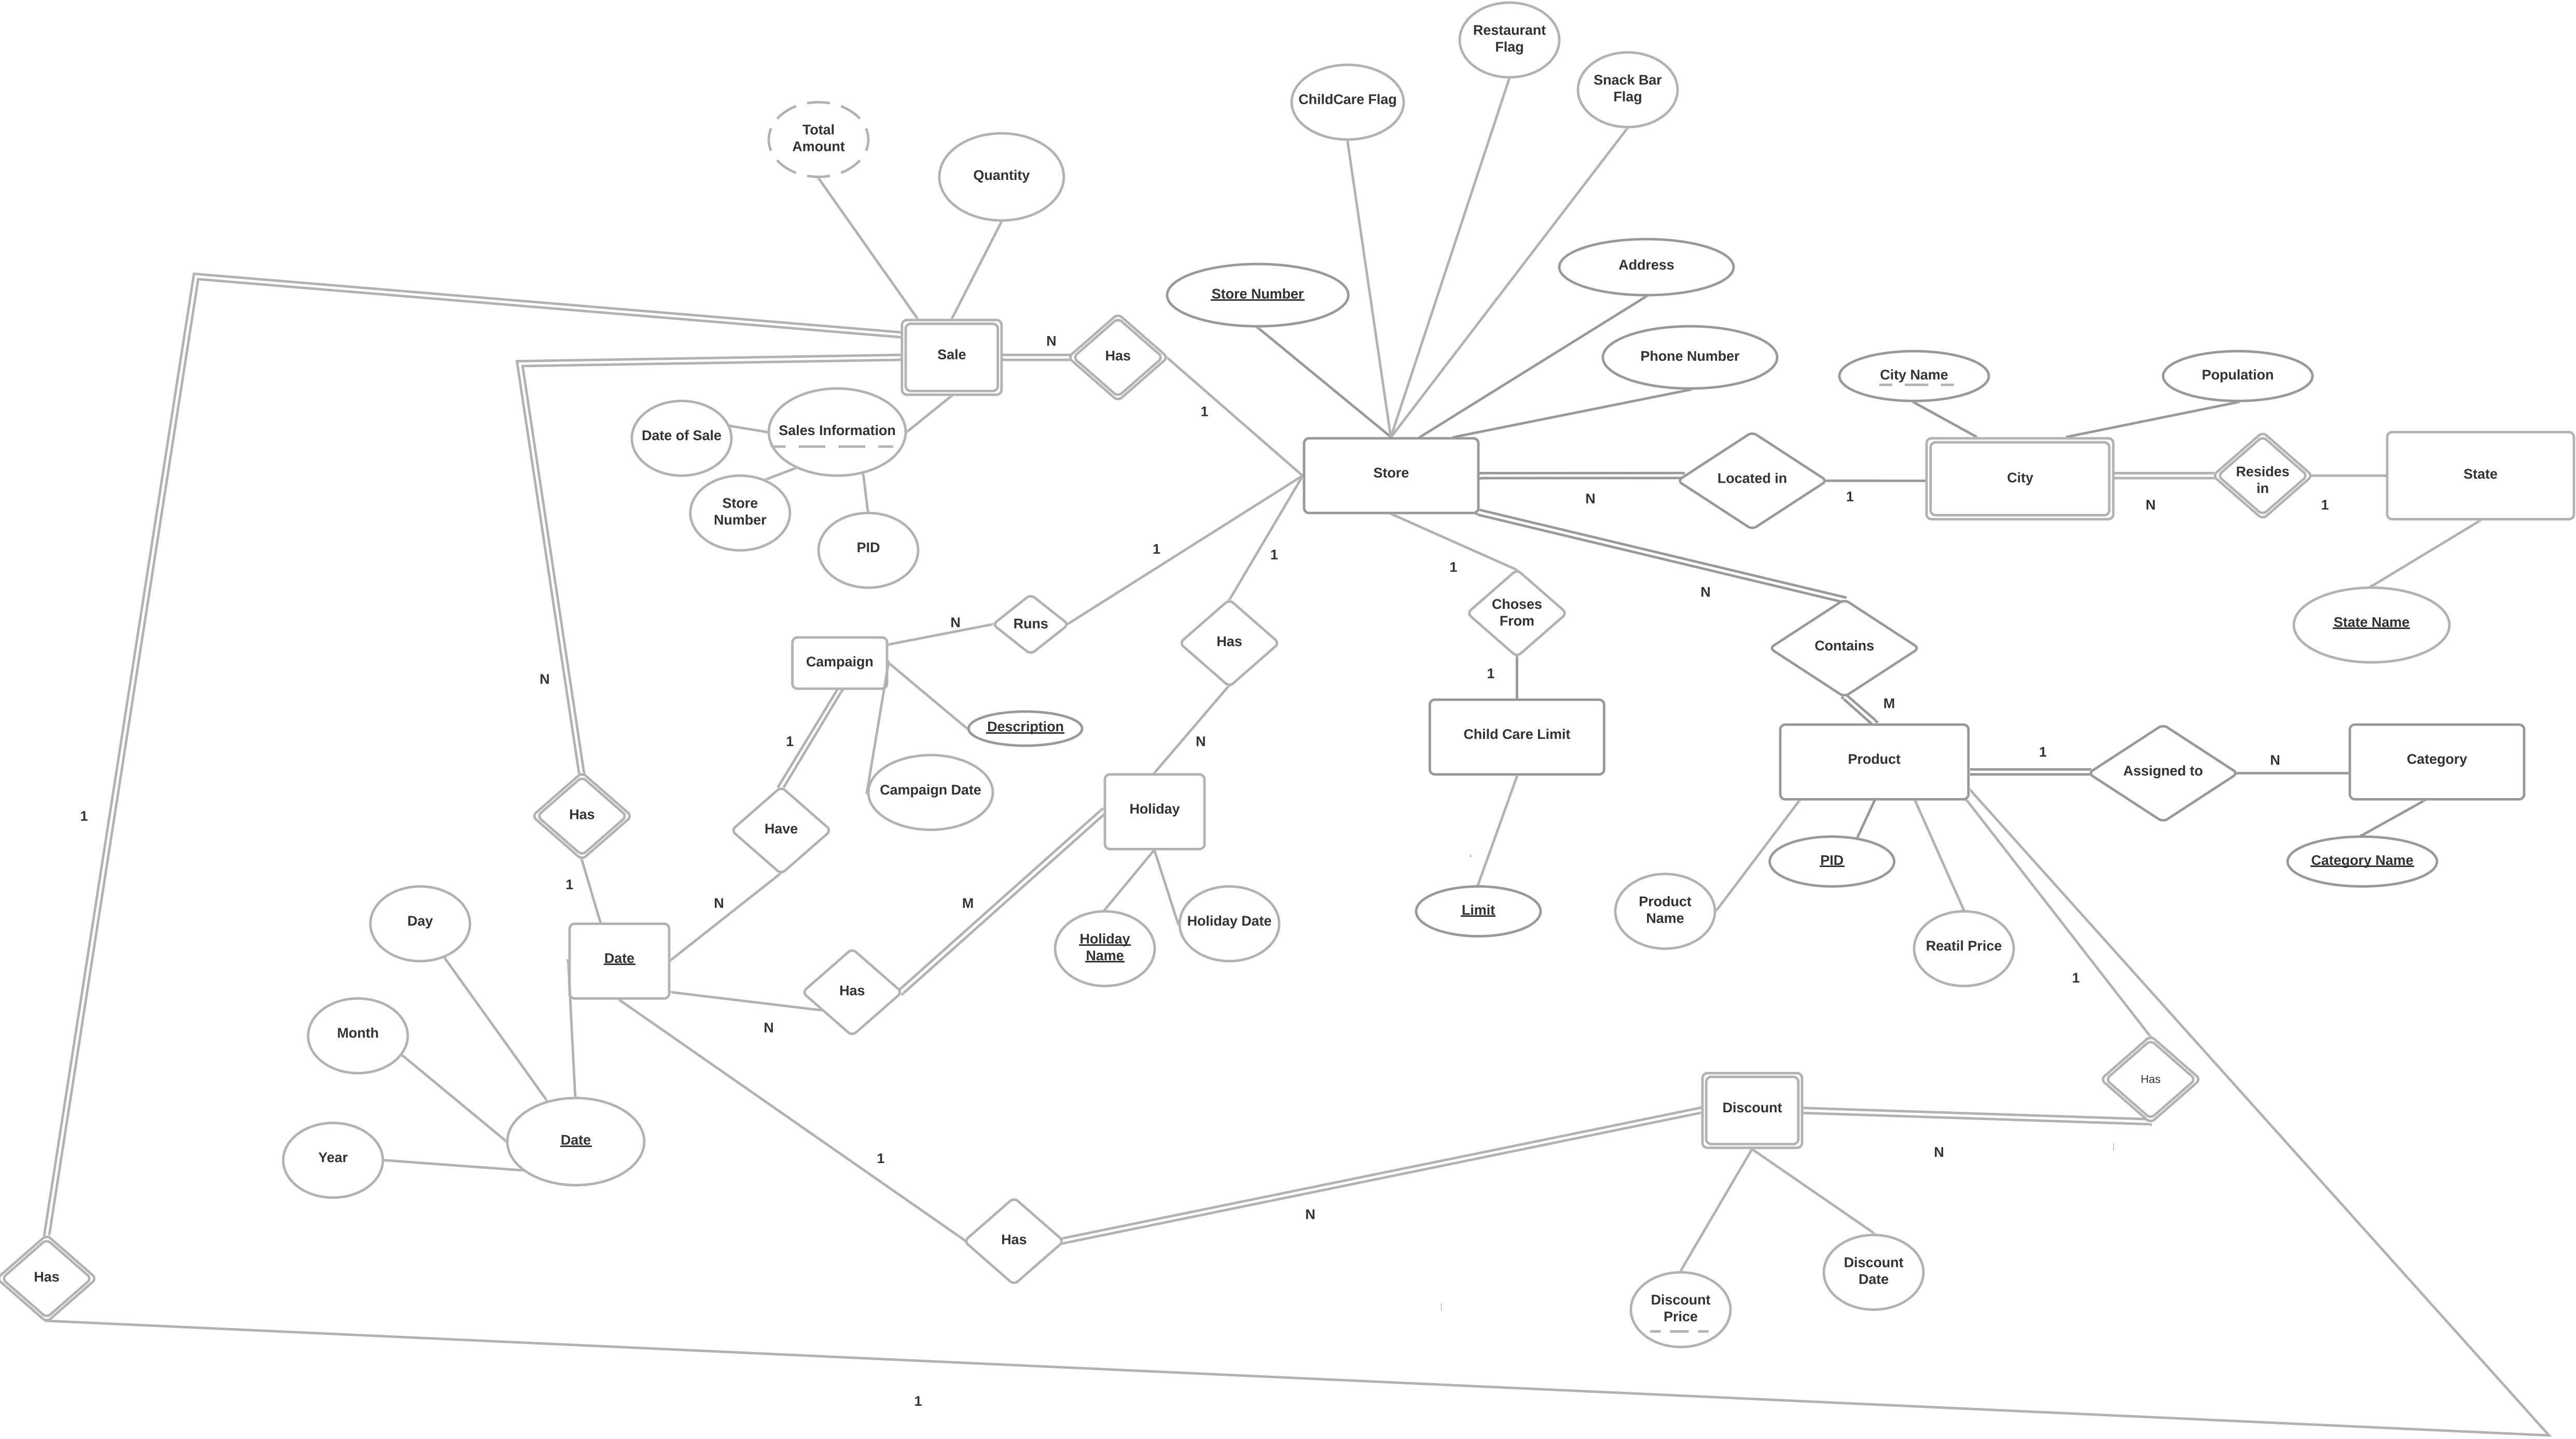 Restaurant
Flag
Snack Bar
Flag
ChildCare Flag
Total
Amount
Quantity
Address
Store Number
Phone Number
Sale
N
Has
1
City Name
Population
Date of Sale
Sales Information
Store
Number
PID
Store
N
Located in
1
City
N
Resides
in
1
State
State Name
1
1
1
N
Choses
From
1
Runs
N
Has
Contains
M
Campaign
N
Description
1
Campaign Date
N
Child Care Limit
Product
1
Assigned to
N
Category
1
Has
Have
Holiday
PID
Category Name
1
N
M
Day
Holiday
Name
Holiday Date
Limit
Product
Name
Reatil Price
Date
Has
1
Month
N
Has
Discount
Date
N
Year
1
N
Has
Has
Discount
Date
Discount
Price
1